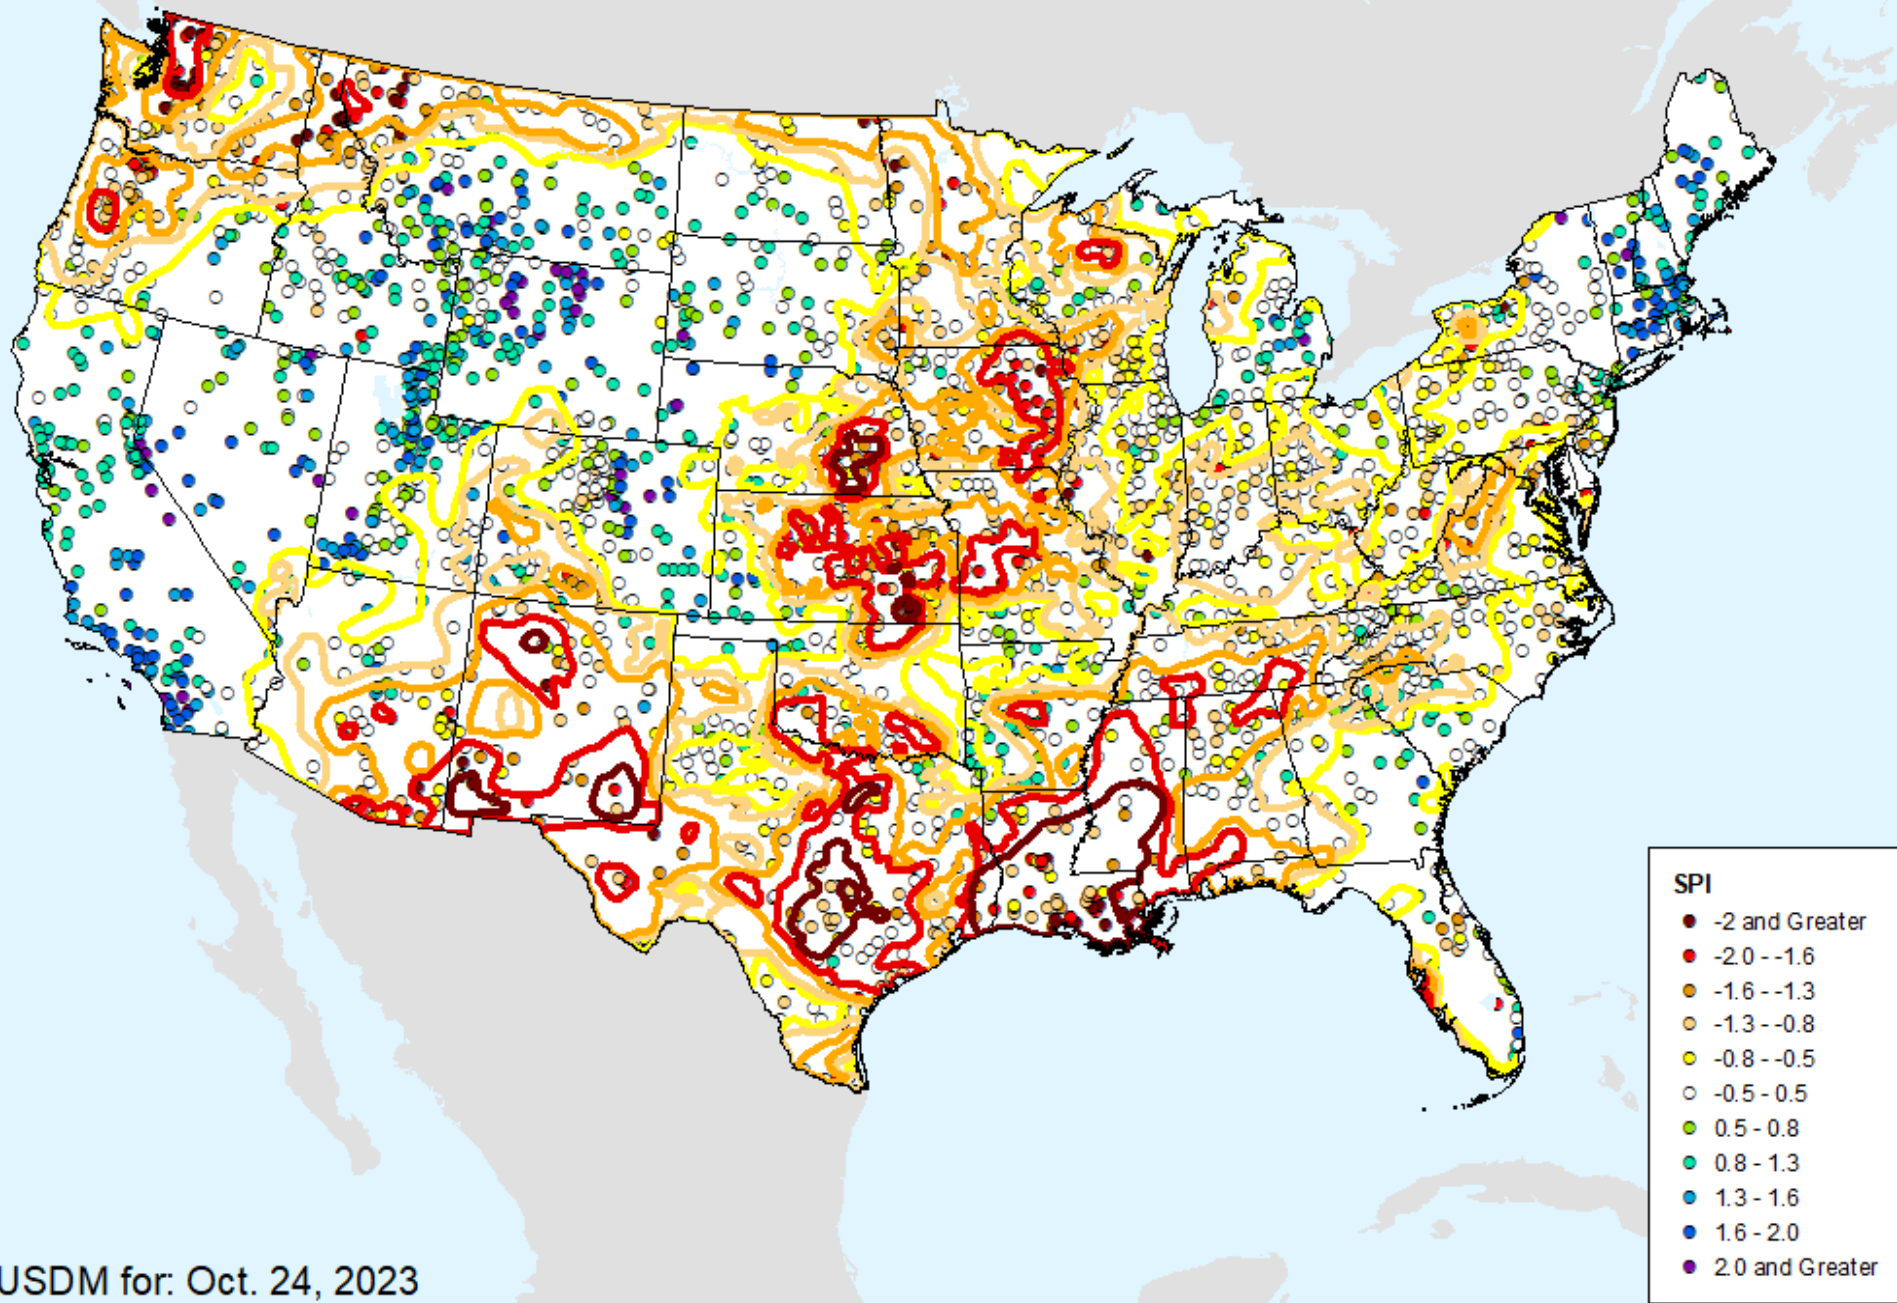 SPI
-2 and Greater
-2.0 - -1.6
-1.6 - -1.3
-1.3 - -0.8
-0.8 - -0.5
-0.5 - 0.5
0.5 - 0.8
0.8 - 1.3
1.3 - 1.6
1.6 - 2.0
2.0 and Greater
USDM for: Oct. 24, 2023